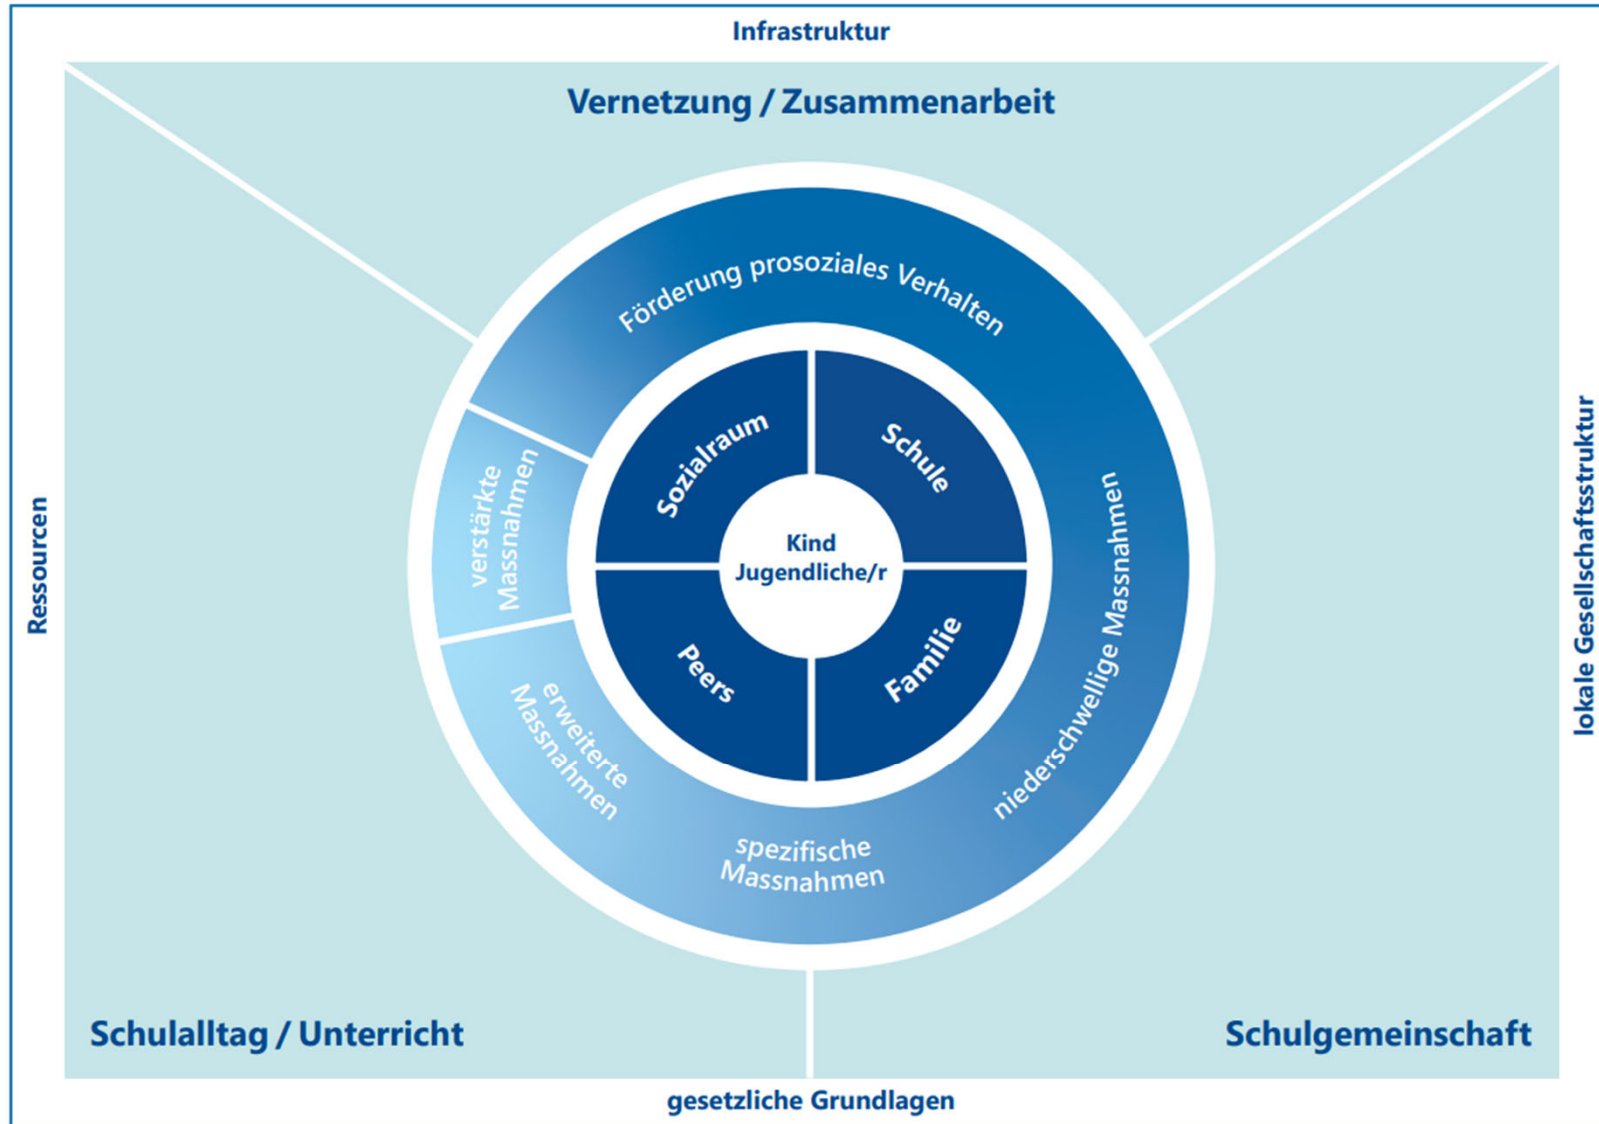 Infrastruktur
Vernetzung / Zusammenarbeit
Förderung prosoziales Verhalten
niederschwellige Massnahmen
spezifische
Massnahmen
erweiterte
Massnahmen
verstärkte
Massnahmen
Sozialraum
Schule
Kind
Jugendliche/r
Peers
Familie
Ressourcen
lokale Gesellschaftsstruktur
Schulalltag / Unterricht
Schulgemeinschaft
gesetzliche Grundlagen